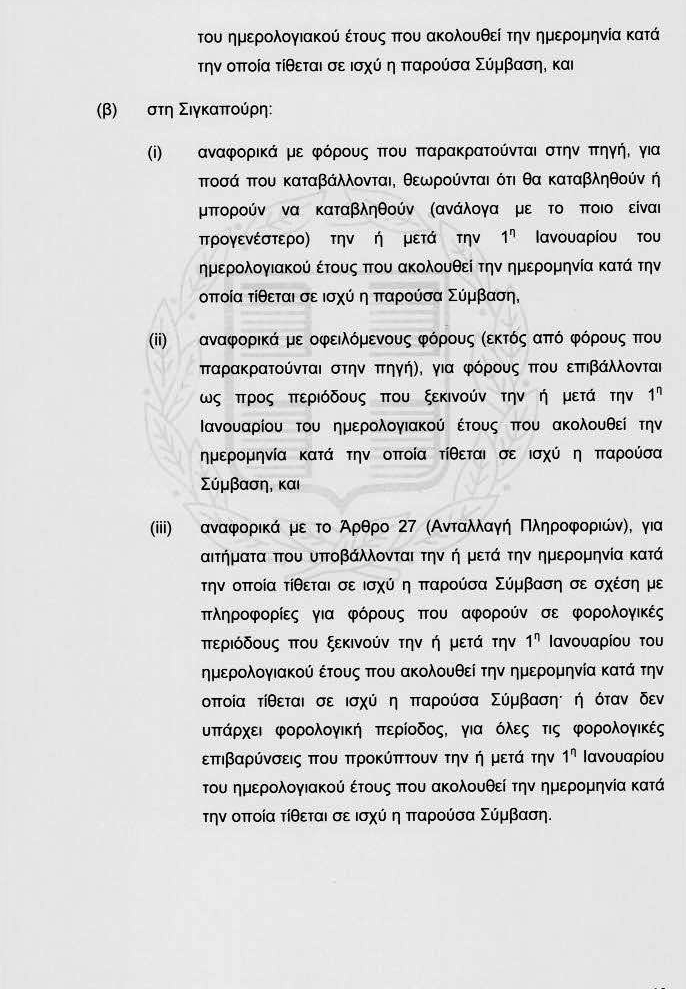 του ημερολογιακού έτους που ακολουθεί την ημερομηνία κατά
την οποία τίθεται σε ισχύ η παρούσα Σύμβαση, και
(β) στη Σιγκαπούρη:
(i) αναφορικά με φόρους που παρακρατούνται στην πηγή, για
ποσά που καταβάλλονται, θεωρούνται ότι θα καταβληθούν ή
μπορούν να καταβληθούν (ανάλογα με το ποιο είναι
προγενέστερο) την ή μετά την 1η Ιανουαρίου του
ημερολογιακού έτους που ακολουθεί την ημερομηνία κατά την
οποία τίθεται σε ισχύ η παρούσα Σύμβαση,
(ii) αναφορικά με οφειλόμενους φόρους (εκτός από φόρους που
παρακρατούνται στην πηγή), για φόρους που επιβάλλονται
ως προς περιόδους που ξεκινούν την ή μετά την 1η
Ιανουαρίου του ημερολογιακού έτους που ακολουθεί την
ημερομηνία κατά την οποία τίθεται σε ισχύ η παρούσα
Σύμβαση, και
(iii) αναφορικά με το Άρθρο 27 (Ανταλλαγή Πληροφοριών), για
αιτήματα που υποβάλλονται την ή μετά την ημερομηνία κατά
την οποία τίθεται σε ισχύ η παρούσα Σύμβαση σε σχέση με
πληροφορίες για φόρους που αφορούν σε φορολογικές
περιόδους που ξεκινούν την ή μετά την 1η Ιανουαρίου του
ημερολογιακού έτους που ακολουθεί την ημερομηνία κατά την
οποία τίθεται σε ισχύ η παρούσα Σύμβαση· ή όταν δεν
υπάρχει φορολογική περίοδος, για όλες τις φορολογικές
επιβαρύνσεις που προκύπτουν την ή μετά την 1η Ιανουαρίου
του ημερολογιακού έτους που ακολουθεί την ημερομηνία κατά
την οποία τίθεται σε ισχύ η παρούσα Σύμβαση.